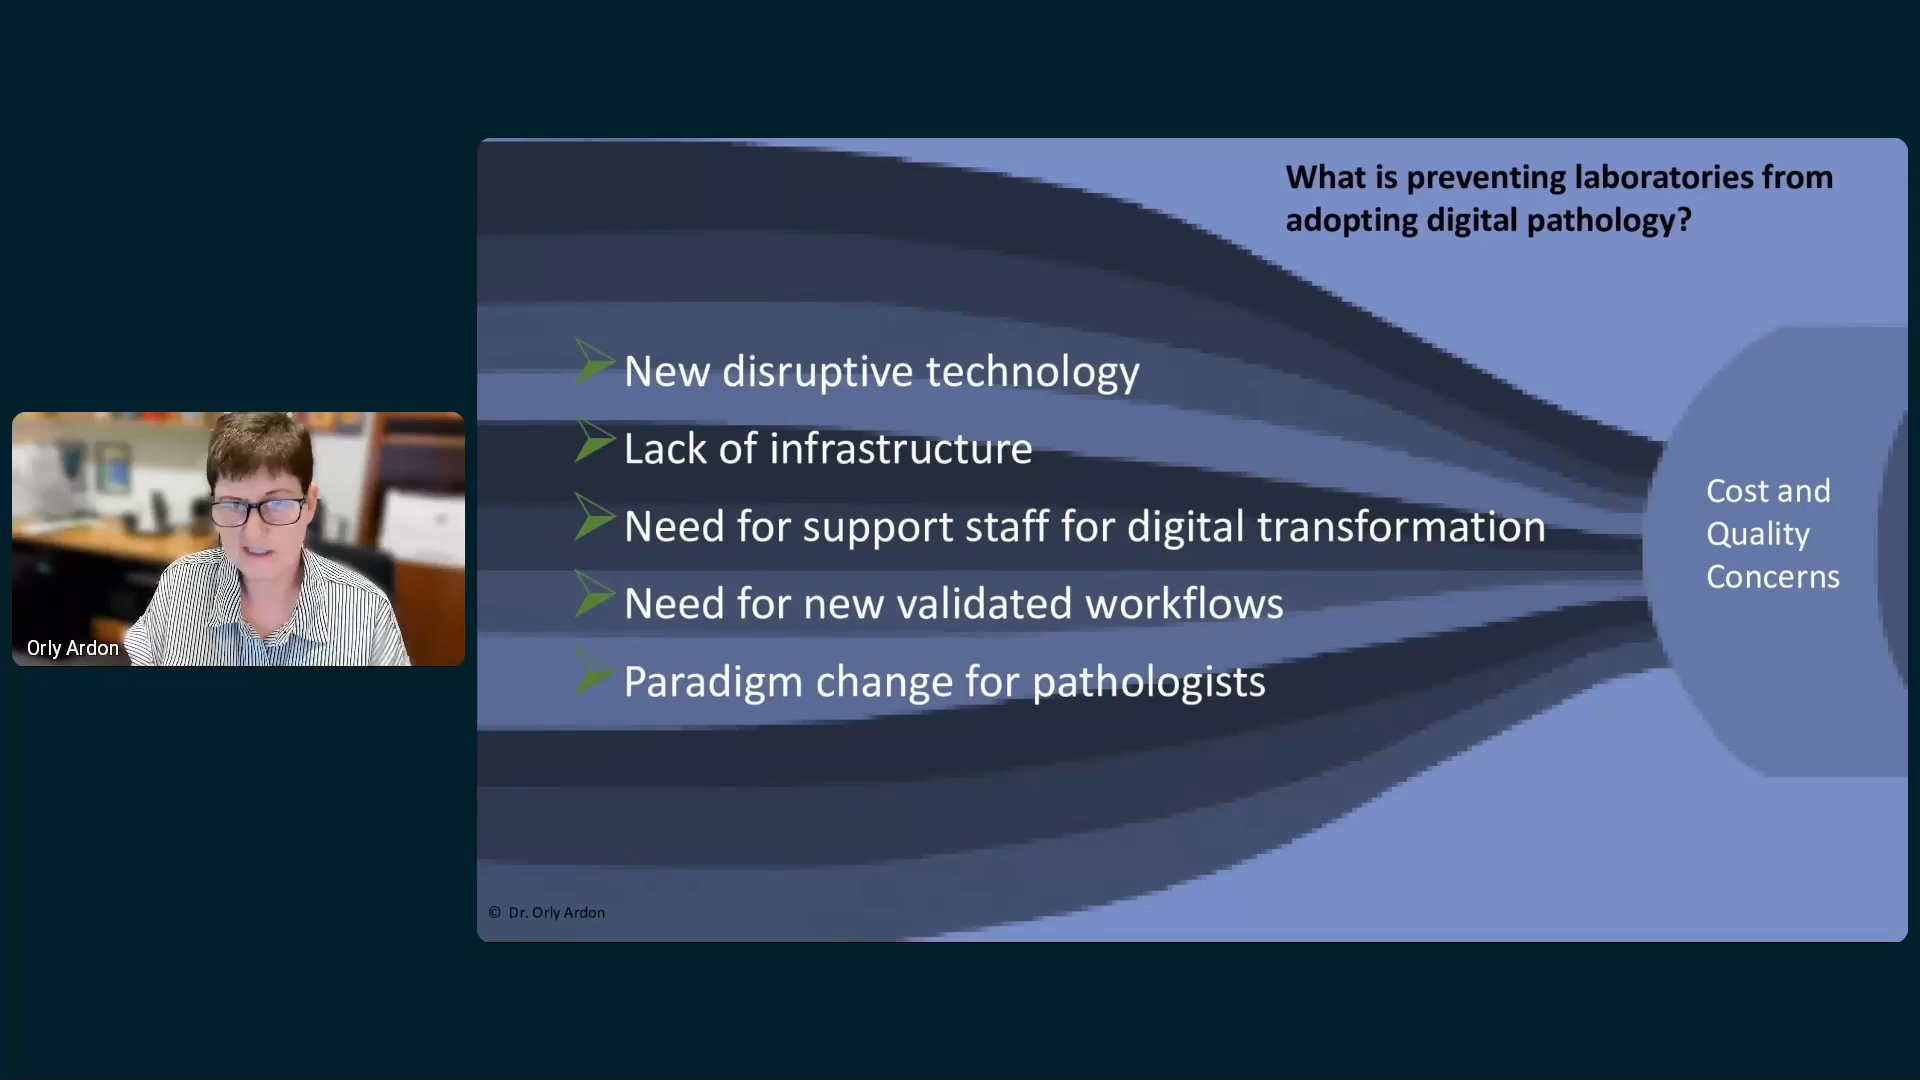 What is preventing laboratories from
adopting digital pathology?
New disruptive technology
Lack of infrastructure
Need for support staff for digital transformation
Need for new validated workflows
Paradigm change for pathologists
Cost and
Quality
Concerns
Orly Ardon
© Dr. Orly Ardon